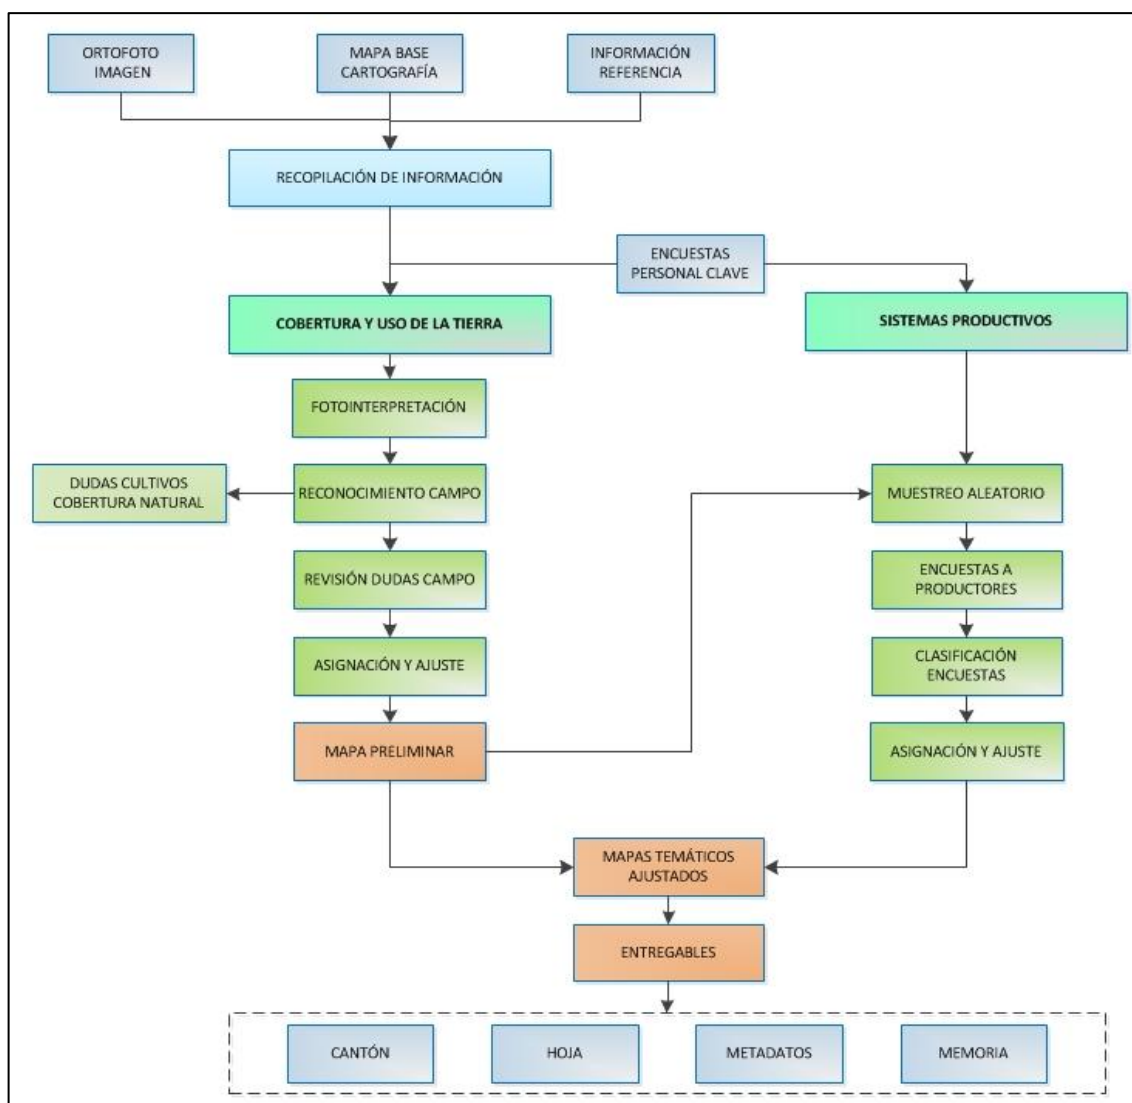 ORTOFOTO
IMAGEN
MAPA BASE
CARTOGRAFÍA
INFORMACIÓN
REFERENCIA
RECOPILACIÓN DE INFORMACIÓN
ENCUESTAS
PERSONAL CLAVE
COBERTURA Y USO DE LA TIERRA
SISTEMAS PRODUCTIVOS
FOTOINTERPRETACIÓN
DUDAS CULTIVOS
COBERTURA NATURAL
RECONOCIMIENTO CAMPO
MUESTREO ALEATORIO
REVISIÓN DUDAS CAMPO
ENCUESTAS A
PRODUCTORES
ASIGNACIÓN Y AJUSTE
CLASIFICACIÓN
ENCUESTAS
MAPA PRELIMINAR
ASIGNACIÓN Y AJUSTE
MAPAS TEMÁTICOS
AJUSTADOS
ENTREGABLES
CANTÓN
HOJA
METADATOS
MEMORIA